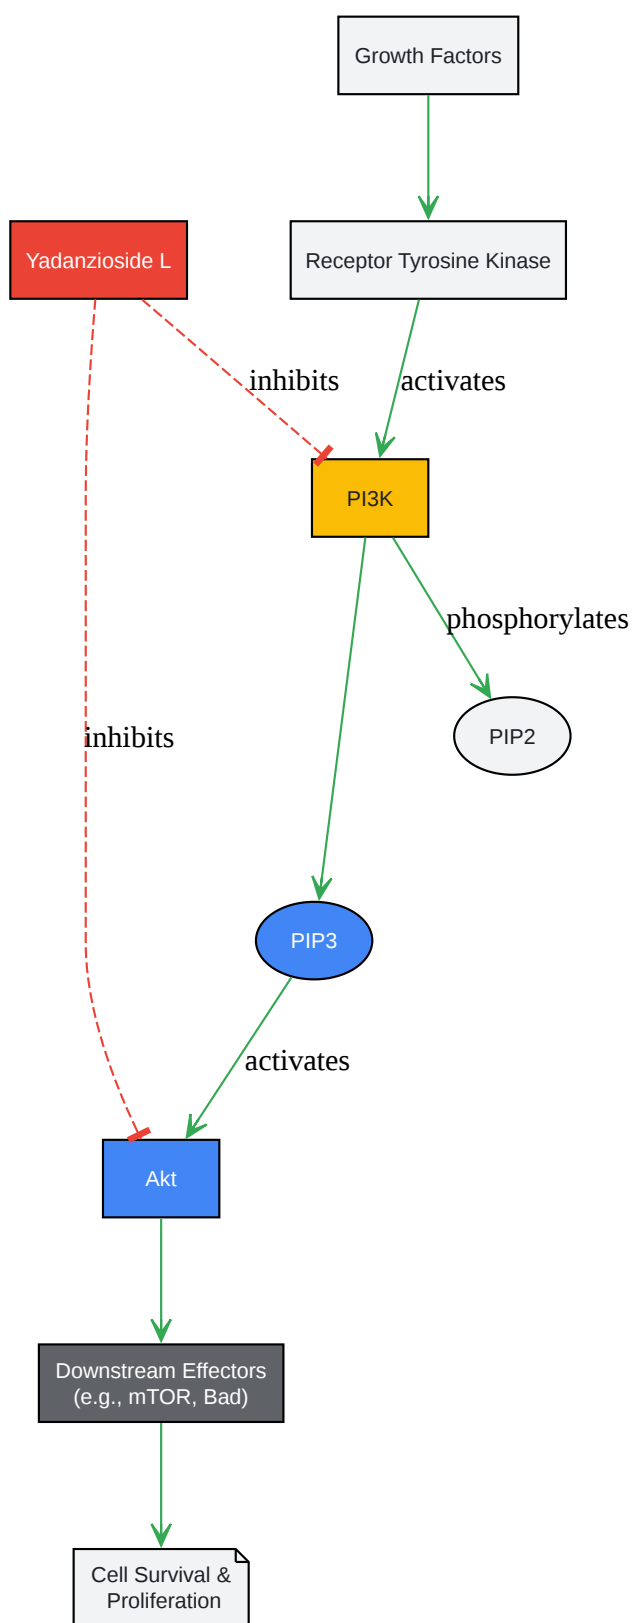 Growth Factors
Yadanzioside L
Receptor Tyrosine Kinase
inhibits
activates
PI3K
phosphorylates
inhibits
PIP2
PIP3
activates
Akt
Downstream Effectors
(e.g., mTOR, Bad)
Cell Survival &
Proliferation